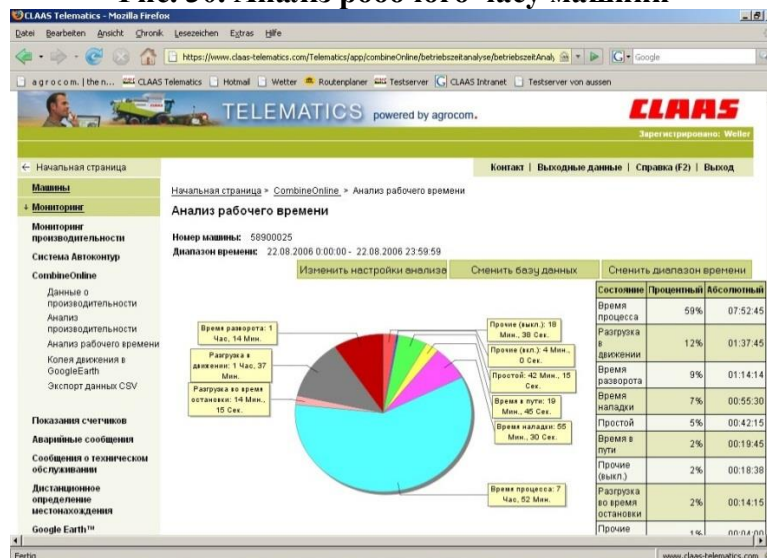 Рис. 30. Анализ робочого часу машини
CLAAS Telematics - Mozilla Firefox
Datei Bearbeiten Ansicht Chronik Lesezeichen Extras Hilfe
https://www.claas-telematics.com/Telematics/app/combineOnline/betriebszeitanalyse/betriebszeitAnaly
Google
agrocom. | then... CLAAS Telematics Hotmail Wetter Routenplaner Testserver CLAAS Intranet Testserver von aussen
TELEMATICS powered by agrocom.
CLAAS
Зарегистрировано: Weller
Начальная страница
Контакт | Выходные данные | Справка (F2) | Выход
Машины
Мониторинг
Мониторинг
производительности
Система Автоконтур
CombineOnline
Данные о
производительности
Анализ
производительности
Анализ рабочего времени
Колея движения в
GoogleEarth
Экспорт данных CSV
Показания счетчиков
Аварийные сообщения
Сообщения о техническом
обслуживании
Дистанционное
определение
местонахождения
Google Earth™
Начальная страница > CombineOnline > Анализ рабочего времени
Анализ рабочего времени
Номер машины: 58900025
Диапазон времени: 22.08.2006 0:00:00 - 22.08.2006 23:59:59
Изменить настройки анализа Сменить базу данных Сменить диапазон времени
Время разворота: 1
Час, 14 Мин.
Разгрузка в
движении: 1 Час, 37
Мин.
Разгрузка во время
остановки: 14 Мин.,
15 Сек.
Прочие (выкл.): 18
Мин., 38 Сек.
Прочие (вкл.): 4 Мин.,
0 Сек.
Простой: 42 Мин., 15
Сек.
Время в пути: 19
Мин., 45 Сек.
Время наладки: 55
Мин., 30 Сек.
Время процесса: 7
Час, 52 Мин.
Состояние Процентный Абсолютный
Время
процесса 59% 07:52:45
Разгрузка
в
движении 12% 01:37:45
Время
разворота 9% 01:14:14
Время
наладки 7% 00:55:30
Простой 5% 00:42:15
Время в
пути 2% 00:19:45
Прочие
(выкл.) 2% 00:18:38
Разгрузка
во время
остановки 2% 00:14:15
Прочие 1% 00:04:00
Fertig
www.claas-telematics.com